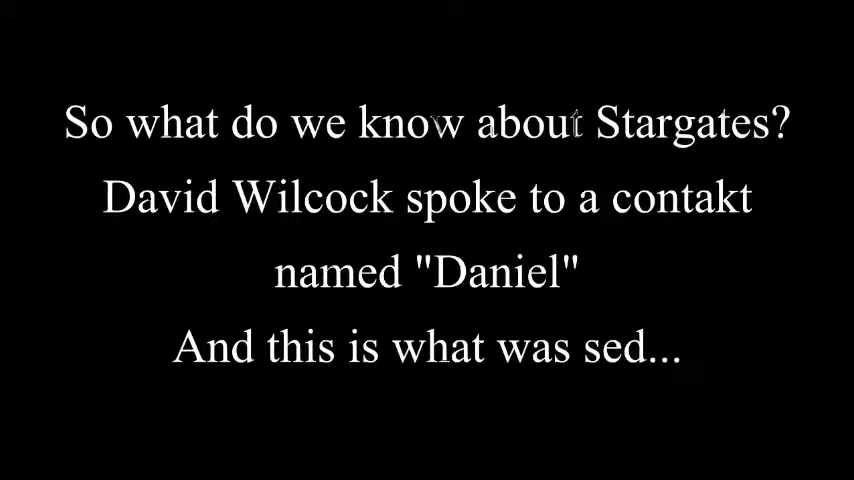 So what do we know about Stargates?
David Wilcock spoke to a contakt
named "Daniel"
And this is what was sed...